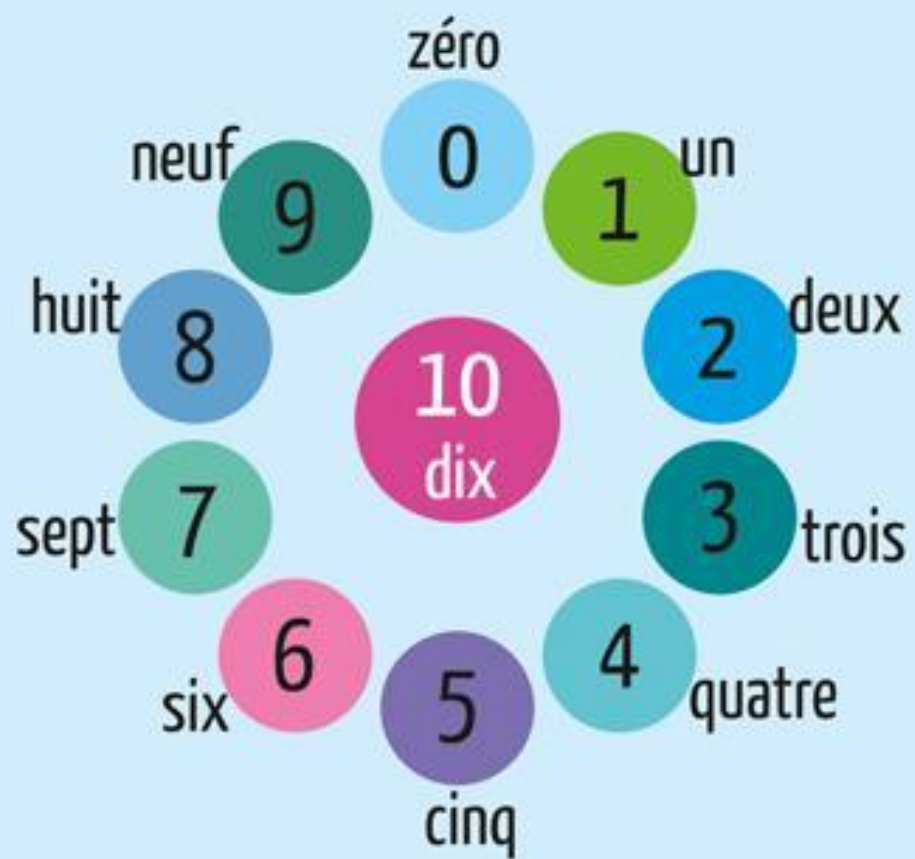 zéro
0
un
1
deux
2
trois
3
quatre
4
cinq
5
six
6
sept
7
huit
8
neuf
9
10
dix